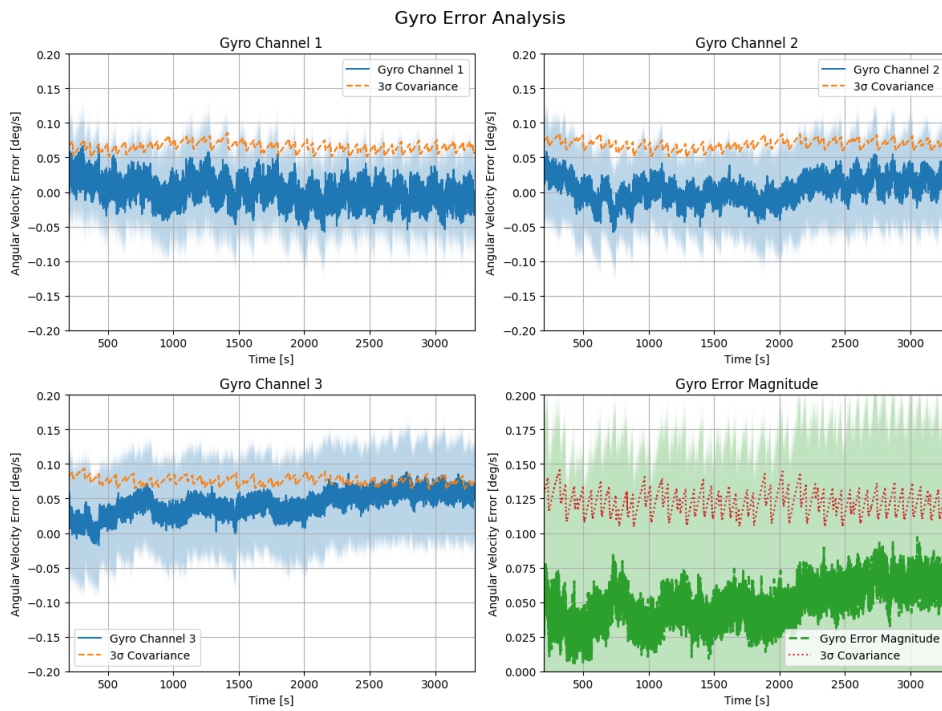 Gyro Error Analysis
Gyro Channel 1
Angular Velocity Error [deg/s]
0.20
0.15
0.10
0.05
0.00
−0.05
−0.10
−0.15
−0.20
Gyro Channel 1
3σ Covariance
500 1000 1500 2000 2500 3000
Time [s]
Gyro Channel 2
Angular Velocity Error [deg/s]
0.20
0.15
0.10
0.05
0.00
−0.05
−0.10
−0.15
−0.20
Gyro Channel 2
3σ Covariance
500 1000 1500 2000 2500 3000
Time [s]
Gyro Channel 3
Angular Velocity Error [deg/s]
0.20
0.15
0.10
0.05
0.00
−0.05
−0.10
−0.15
−0.20
Gyro Channel 3
3σ Covariance
500 1000 1500 2000 2500 3000
Time [s]
Gyro Error Magnitude
Angular Velocity Error [deg/s]
0.200
0.175
0.150
0.125
0.100
0.075
0.050
0.025
0.000
Gyro Error Magnitude
3σ Covariance
500 1000 1500 2000 2500 3000
Time [s]